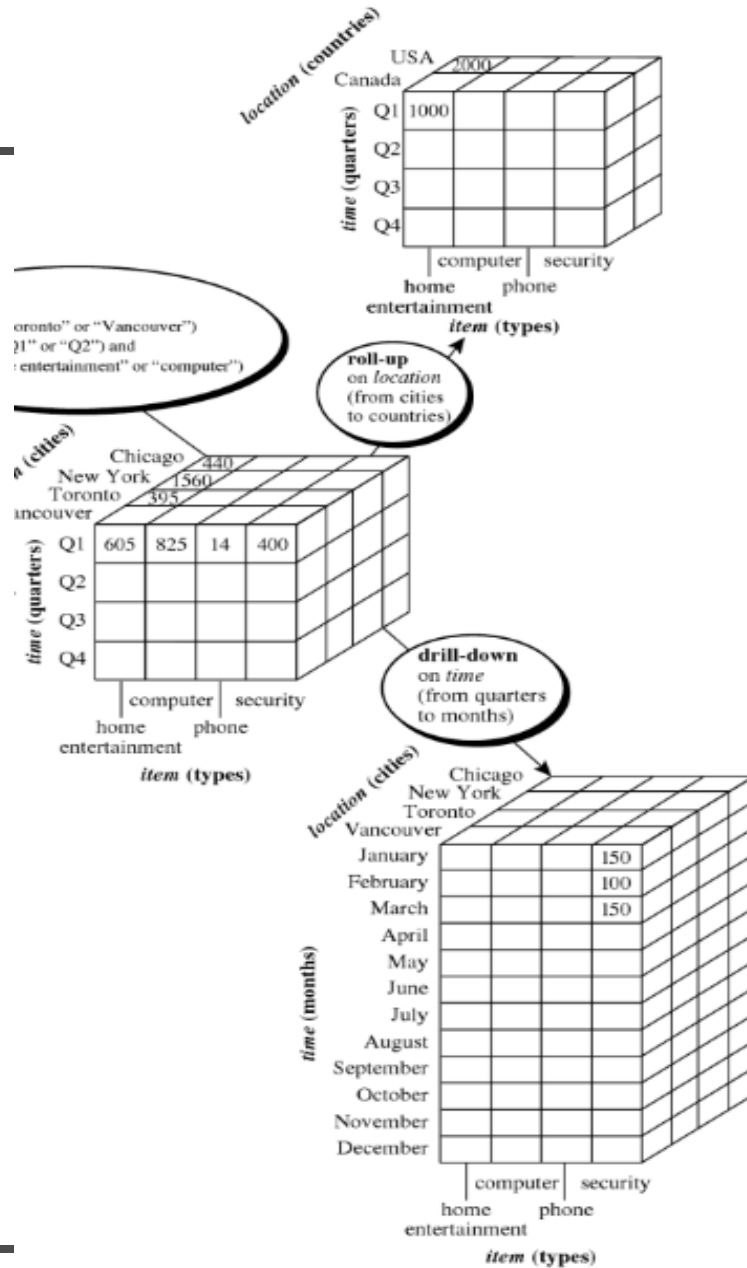 USA
2000
Canada
location (countries)
Q1 1000
Q2
Q3
Q4
time (quarters)
computer security
home phone
entertainment
item (types)
or "Vancouver")
or "Q2") and
entertainment" or "computer")
roll-up
on location
(from cities
to countries)
(cities)
Chicago 440
New York 1560
Toronto 395
Q1 605 825 14 400
Q2
Q3
Q4
time (quarters)
computer security
home phone
entertainment
item (types)
drill-down
on time
(from quarters
to months)
location (cities)
Chicago
New York
Toronto
Vancouver
January 150
February 100
March 150
April
May
June
July
August
September
October
November
December
time (months)
computer security
home phone
entertainment
item (types)